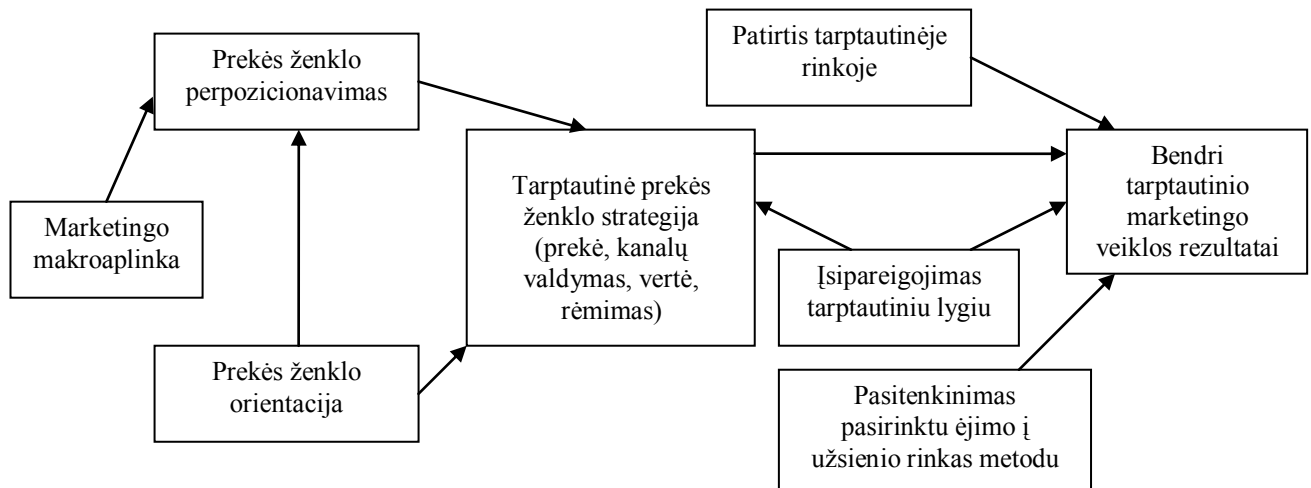 Prekės ženklo
perpozicionavimas
Patirtis tarptautinėje
rinkoje
Marketingo
makroaplinka
Tarptautinė prekės
ženklo strategija
(prekė, kanalų
valdymas, vertė,
rėmimas)
Bendri
tarptautinio
marketingo
veiklos rezultatai
Įsipareigojimas
tarptautiniu lygiu
Prekės ženklo
orientacija
Pasitenkinimas
pasirinktu ėjimo į
užsienio rinkas metodu